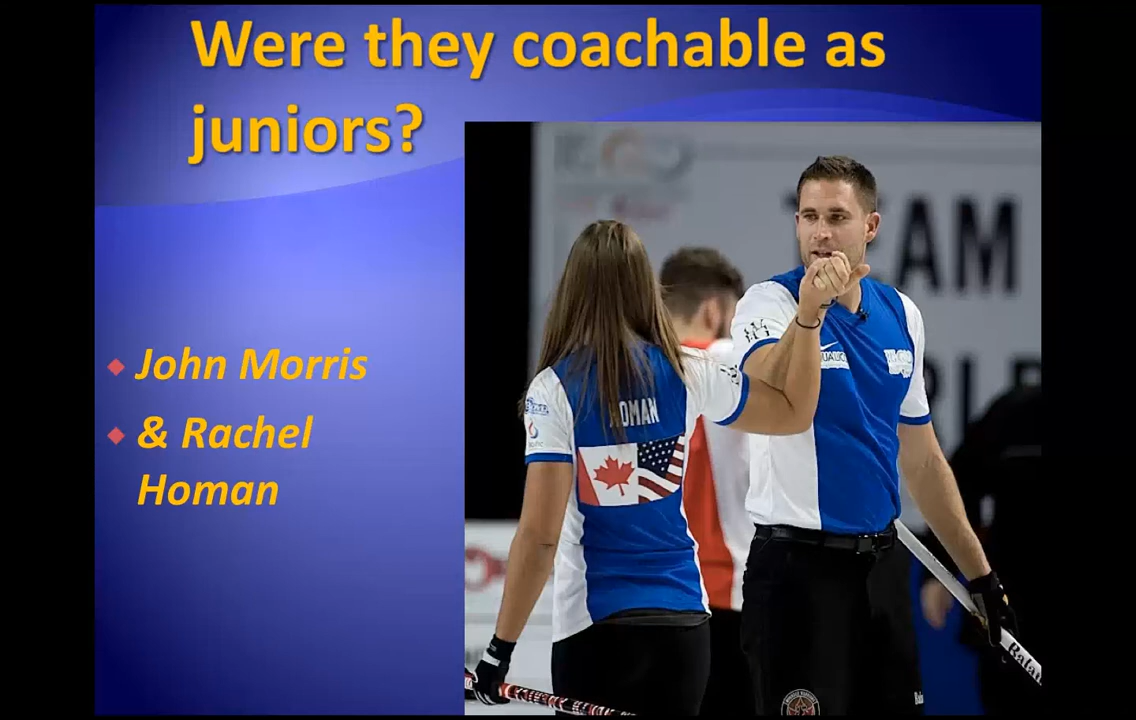 Were they coachable as
juniors?
John Morris
& Rachel
Homan
TEAM
HOMAN